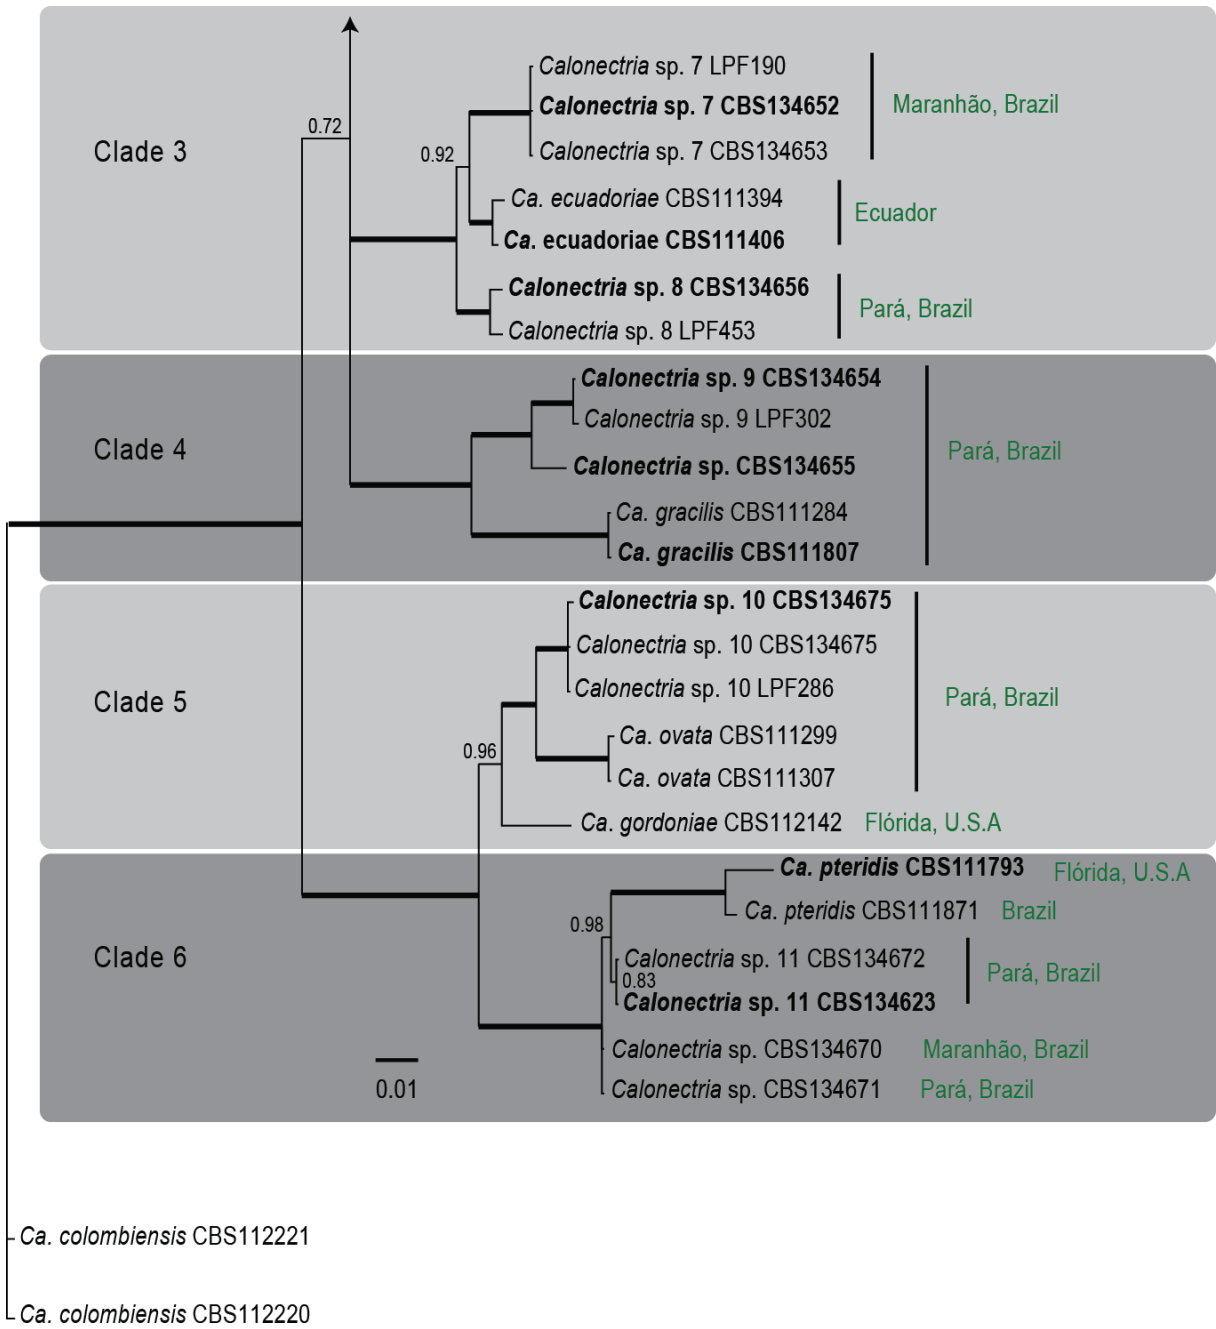 Calonectria sp. 7 LPF190
Calonectria sp. 7 CBS134652
Maranhão, Brazil
0.72
Clade 3
0.92
Calonectria sp. 7 CBS134653
Ca. ecuadoriae CBS111394
Ecuador
Ca. ecuadoriae CBS111406
Calonectria sp. 8 CBS134656
Pará, Brazil
Calonectria sp. 8 LPF453
Calonectria sp. 9 CBS134654
Calonectria sp. 9 LPF302
Clade 4
Pará, Brazil
Calonectria sp. CBS134655
Ca. gracilis CBS111284
Ca. gracilis CBS111807
Calonectria sp. 10 CBS134675
Calonectria sp. 10 CBS134675
Calonectria sp. 10 LPF286
Clade 5
Pará, Brazil
Ca. ovata CBS111299
0.96
Ca. ovata CBS111307
Ca. gordoniae CBS112142
Flórida, U.S.A
Ca. pteridis CBS111793
Flórida, U.S.A
Ca. pteridis CBS111871
Brazil
0.98
Clade 6
Calonectria sp. 11 CBS134672
Pará, Brazil
0.83
Calonectria sp. 11 CBS134623
Calonectria sp. CBS134670
Maranhão, Brazil
0.01
Calonectria sp. CBS134671
Pará, Brazil
Ca. colombiensis CBS112221
Ca. colombiensis CBS112220